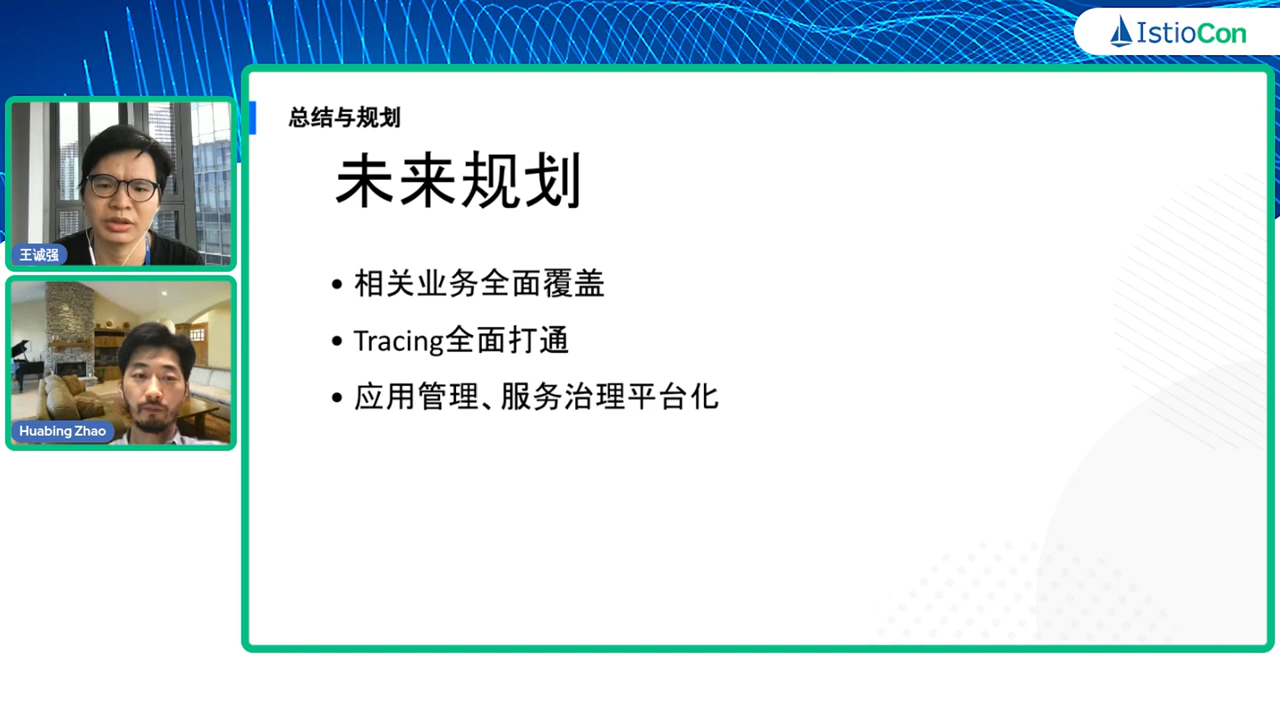 IstioCon
王诚强
Huabing Zhao
总结与规划
未来规划
• 相关业务全面覆盖
• Tracing全面打通
• 应用管理、服务治理平台化